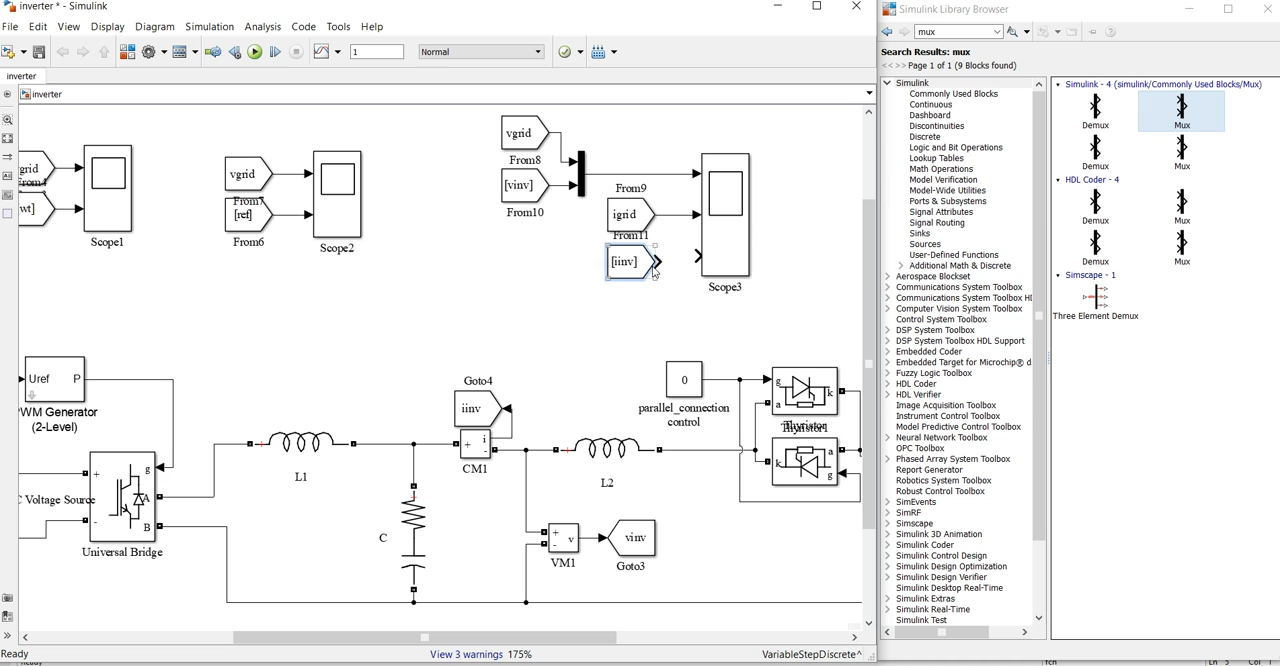 inverter * - Simulink
File Edit View Display Diagram Simulation Analysis Code Tools Help
1
Normal
inverter
inverter
vgrid
From8
[vinv]
From10
From9
igrid
From11
[iinv]
Scope3
grid
From4
wt]
Scope1
vgrid
From7
[ref]
From6
Scope2
Uref P
PWM Generator
(2-Level)
C Voltage Source
+
-
g
A
B
Universal Bridge
L1
C
Goto4
iinv
+ i
-
CM1
L2
+
-
v
VM1
vinv
Goto3
0
parallel_connection
control
g
a
k
Thyristor
Thyristor1
k
a
g
Ready
View 3 warnings 175%
VariableStepDiscrete^
Simulink Library Browser
mux
Search Results: mux
<< >> Page 1 of 1 (9 Blocks found)
Simulink
Commonly Used Blocks
Continuous
Dashboard
Discontinuities
Discrete
Logic and Bit Operations
Lookup Tables
Math Operations
Model Verification
Model-Wide Utilities
Ports & Subsystems
Signal Attributes
Signal Routing
Sinks
Sources
User-Defined Functions
Additional Math & Discrete
Aerospace Blockset
Communications System Toolbox
Communications System Toolbox HD
Computer Vision System Toolbox
Control System Toolbox
DSP System Toolbox
DSP System Toolbox HDL Support
Embedded Coder
Embedded Target for Microchip® d
Fuzzy Logic Toolbox
HDL Coder
HDL Verifier
Image Acquisition Toolbox
Instrument Control Toolbox
Model Predictive Control Toolbox
Neural Network Toolbox
OPC Toolbox
Phased Array System Toolbox
Report Generator
Robotics System Toolbox
Robust Control Toolbox
SimEvents
SimRF
Simscape
Simulink 3D Animation
Simulink Coder
Simulink Control Design
Simulink Design Optimization
Simulink Design Verifier
Simulink Desktop Real-Time
Simulink Extras
Simulink Real-Time
Simulink Test
Simulink - 4 (simulink/Commonly Used Blocks/Mux)
Demux Mux
Demux Mux
HDL Coder - 4
Demux Mux
Demux Mux
Simscape - 1
Three Element Demux